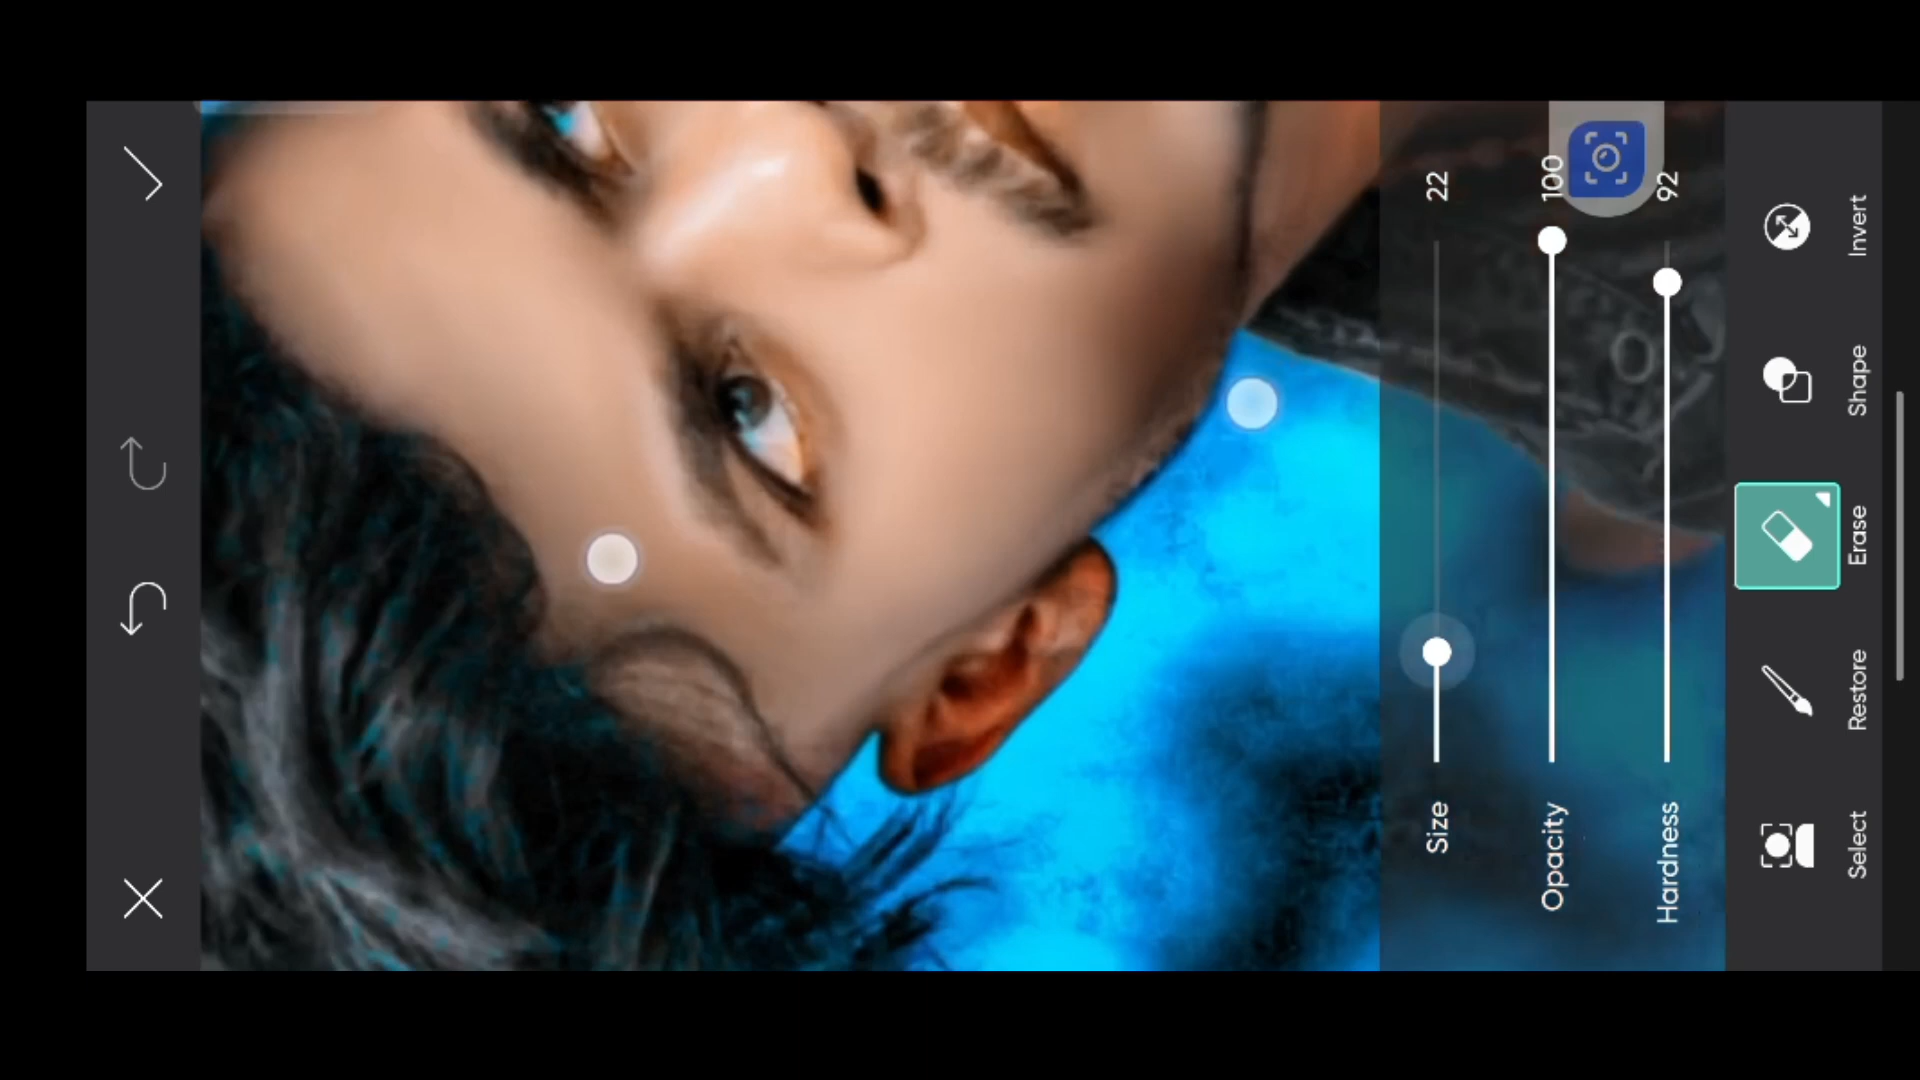 Size 22
Opacity 100
Hardness 92
Select
Restore
Erase
Shape
Invert